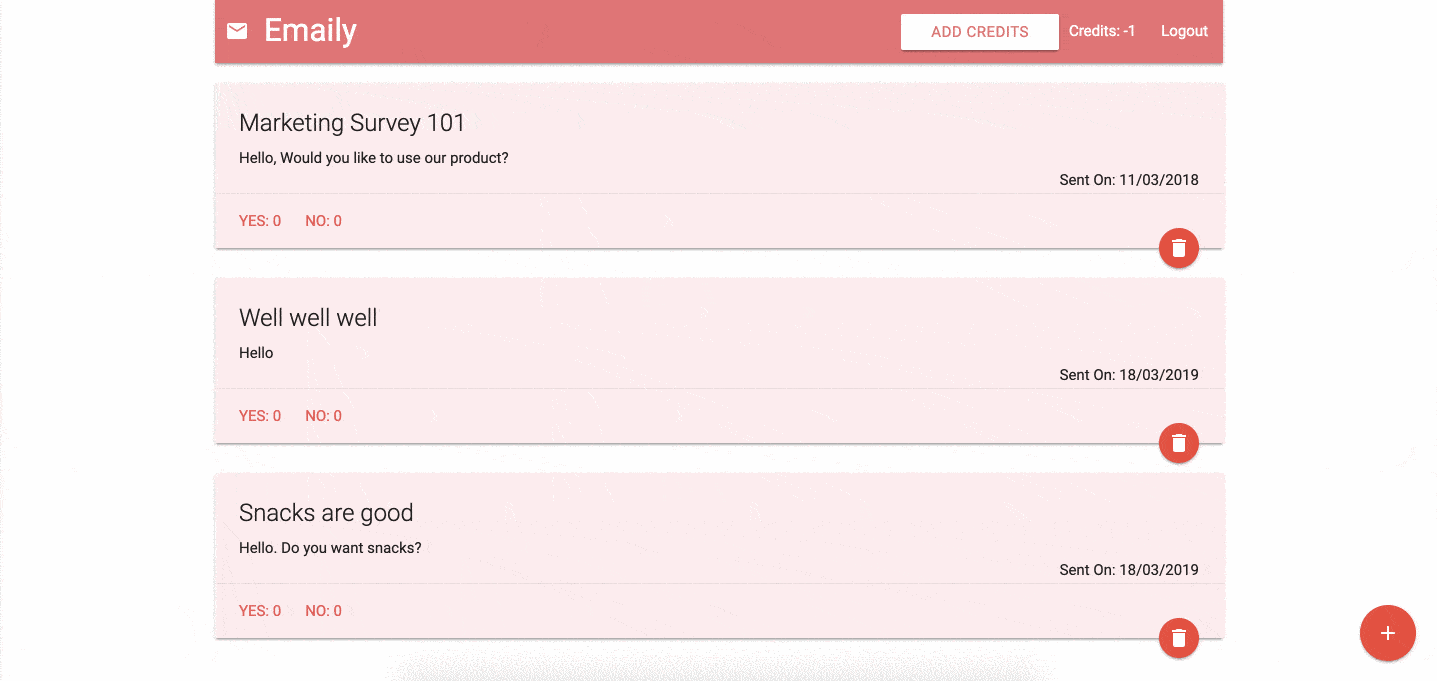 Emaily
ADD CREDITS Credits: -1 Logout
Marketing Survey 101
Hello, Would you like to use our product?
Sent On: 11/03/2018
YES: 0 NO: 0
Well well well
Hello
Sent On: 18/03/2019
YES: 0 NO: 0
Snacks are good
Hello. Do you want snacks?
Sent On: 18/03/2019
YES: 0 NO: 0